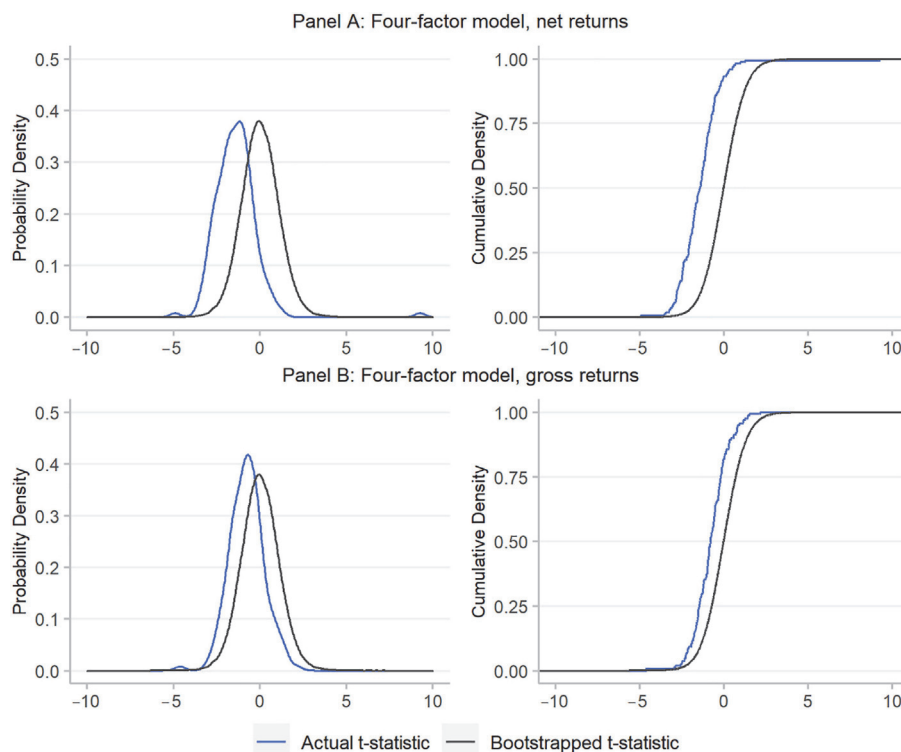 Panel A: Four-factor model, net returns
Probability Density
0.5
0.4
0.3
0.2
0.1
0.0
−10 −5 0 5 10
Cumulative Density
1.00
0.75
0.50
0.25
0.00
−10 −5 0 5 10
Panel B: Four-factor model, gross returns
Probability Density
0.5
0.4
0.3
0.2
0.1
0.0
−10 −5 0 5 10
Cumulative Density
1.00
0.75
0.50
0.25
0.00
−10 −5 0 5 10
Actual t-statistic Bootstrapped t-statistic